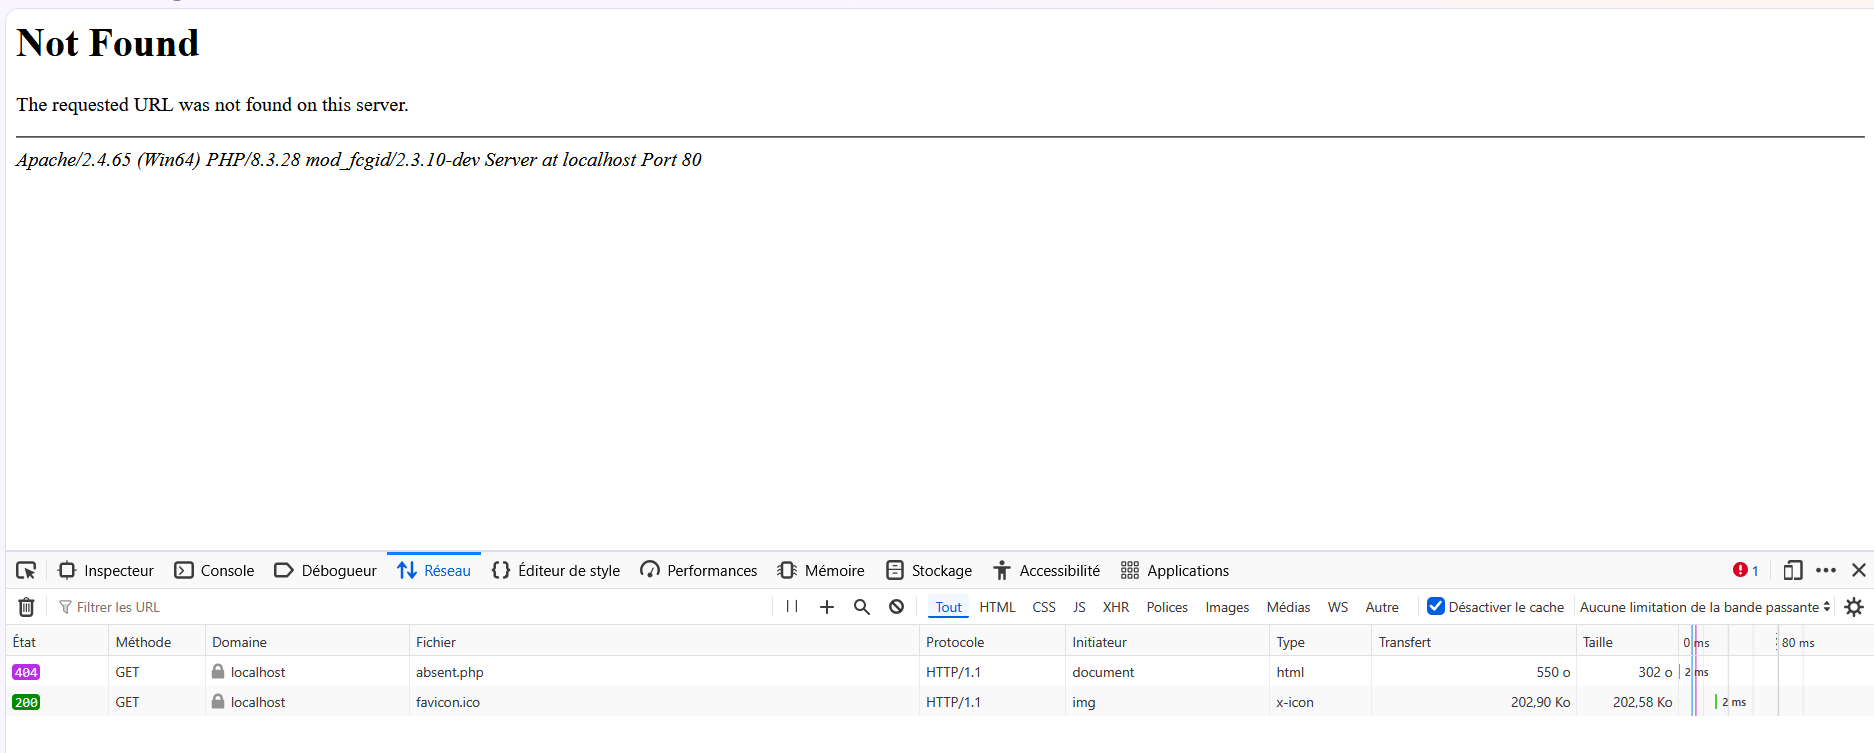 Not Found
The requested URL was not found on this server.
Apache/2.4.65 (Win64) PHP/8.3.28 mod_fcgid/2.3.10-dev Server at localhost Port 80
Inspecteur Console Débogueur Réseau Éditeur de style Performances Mémoire Stockage Accessibilité Applications 1
Filtrer les URL Tout HTML CSS JS XHR Polices Images Médias WS Autre Désactiver le cache Aucune limitation de la bande passante
État Méthode Domaine Fichier Protocole Initiateur Type Transfert Taille 0 ms 80 ms
404 GET localhost absent.php HTTP/1.1 document html 550 o 302 o 2 ms
200 GET localhost favicon.ico HTTP/1.1 img x-icon 202,90 Ko 202,58 Ko 2 ms